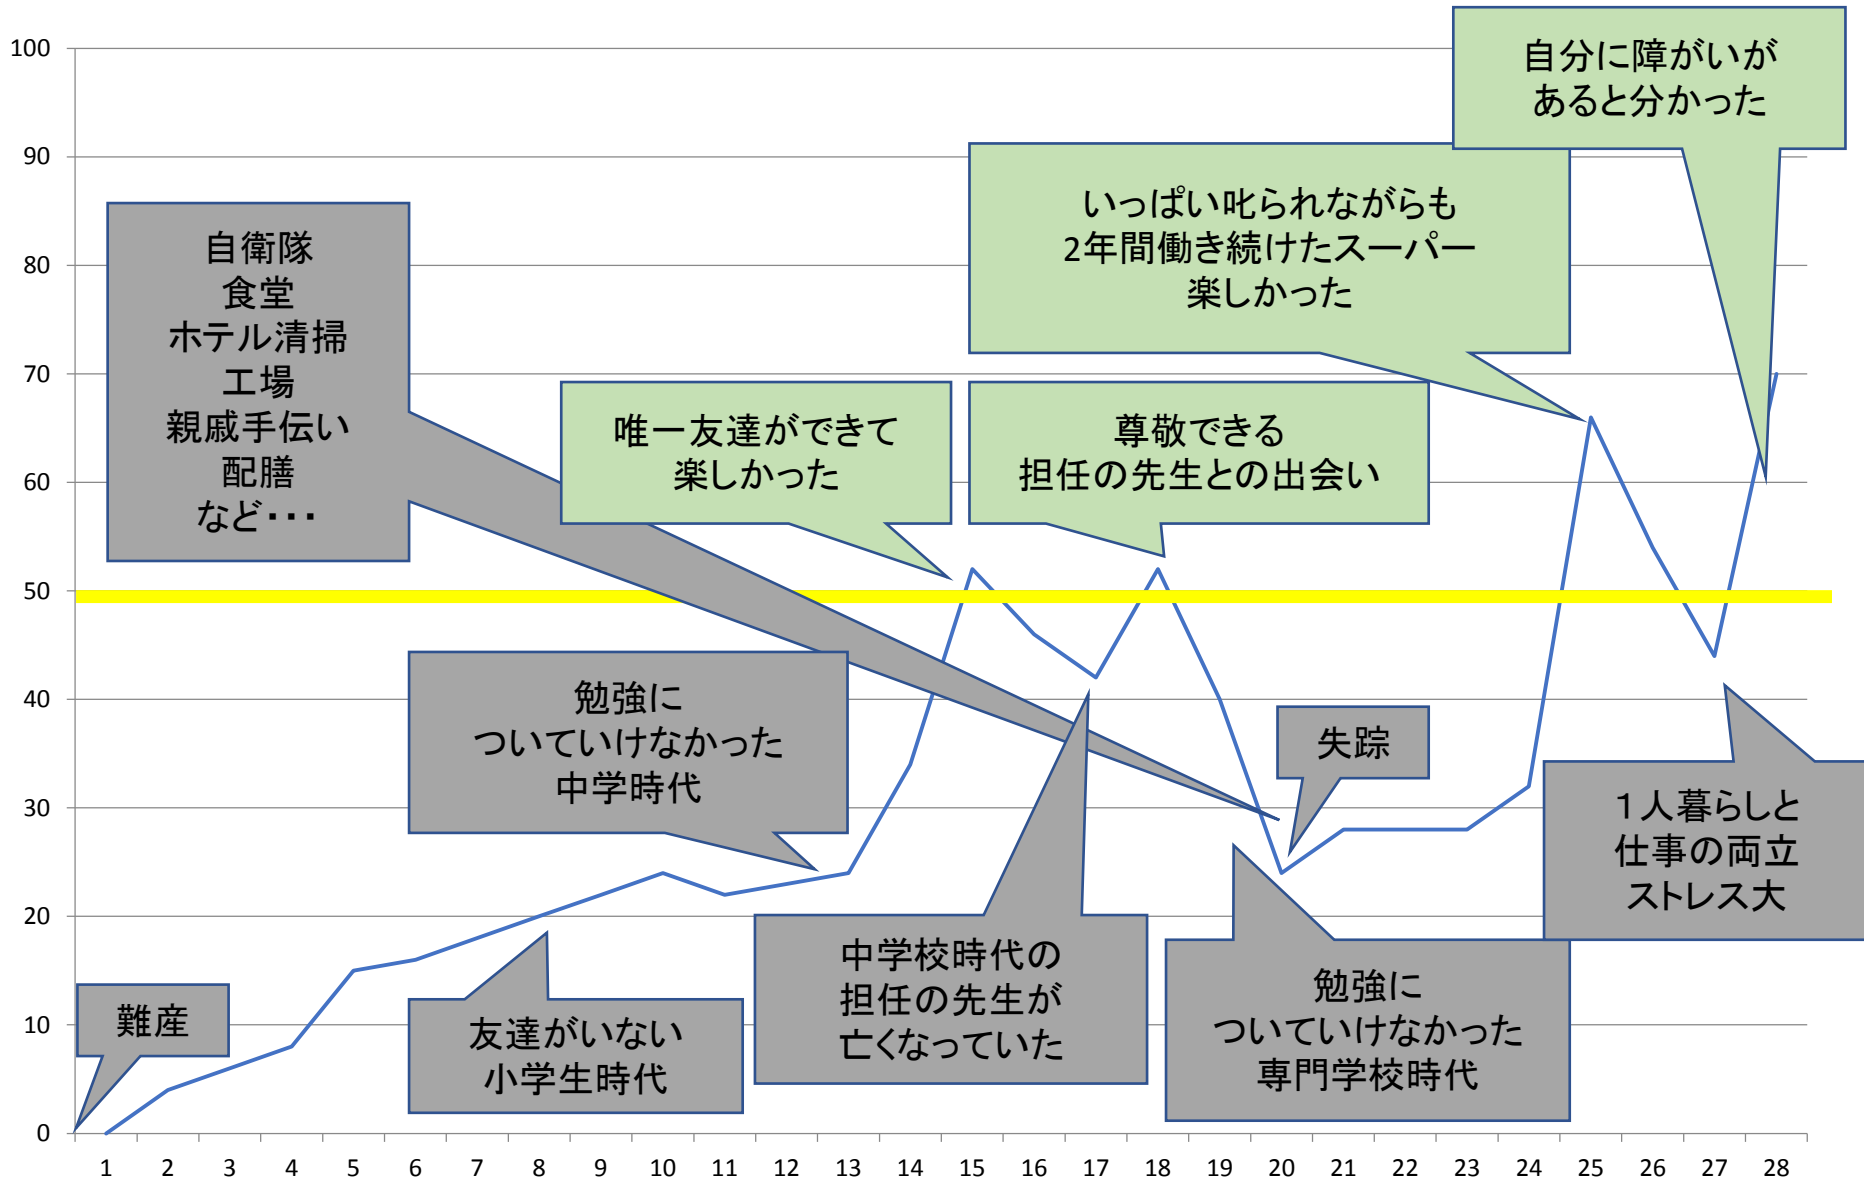 自分に障がいが
あると分かった
いっぱい叱られながらも
2年間働き続けたスーパー
楽しかった
自衛隊
食堂
ホテル清掃
工場
親戚手伝い
配膳
など・・・
唯一友達ができて
楽しかった
尊敬できる
担任の先生との出会い
勉強に
ついていけなかった
中学時代
失踪
1人暮らしと
仕事の両立
ストレス大
難産
友達がいない
小学生時代
中学校時代の
担任の先生が
亡くなっていた
勉強に
ついていけなかった
専門学校時代
100
90
80
70
60
50
40
30
20
10
0
1 2 3 4 5 6 7 8 9 10 11 12 13 14 15 16 17 18 19 20 21 22 23 24 25 26 27 28